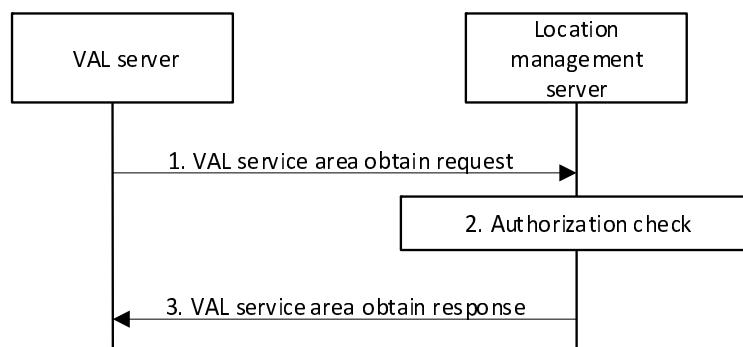 VAL server
Location
management
server
1. VAL service area obtain request
2. Authorization check
3. VAL service area obtain response